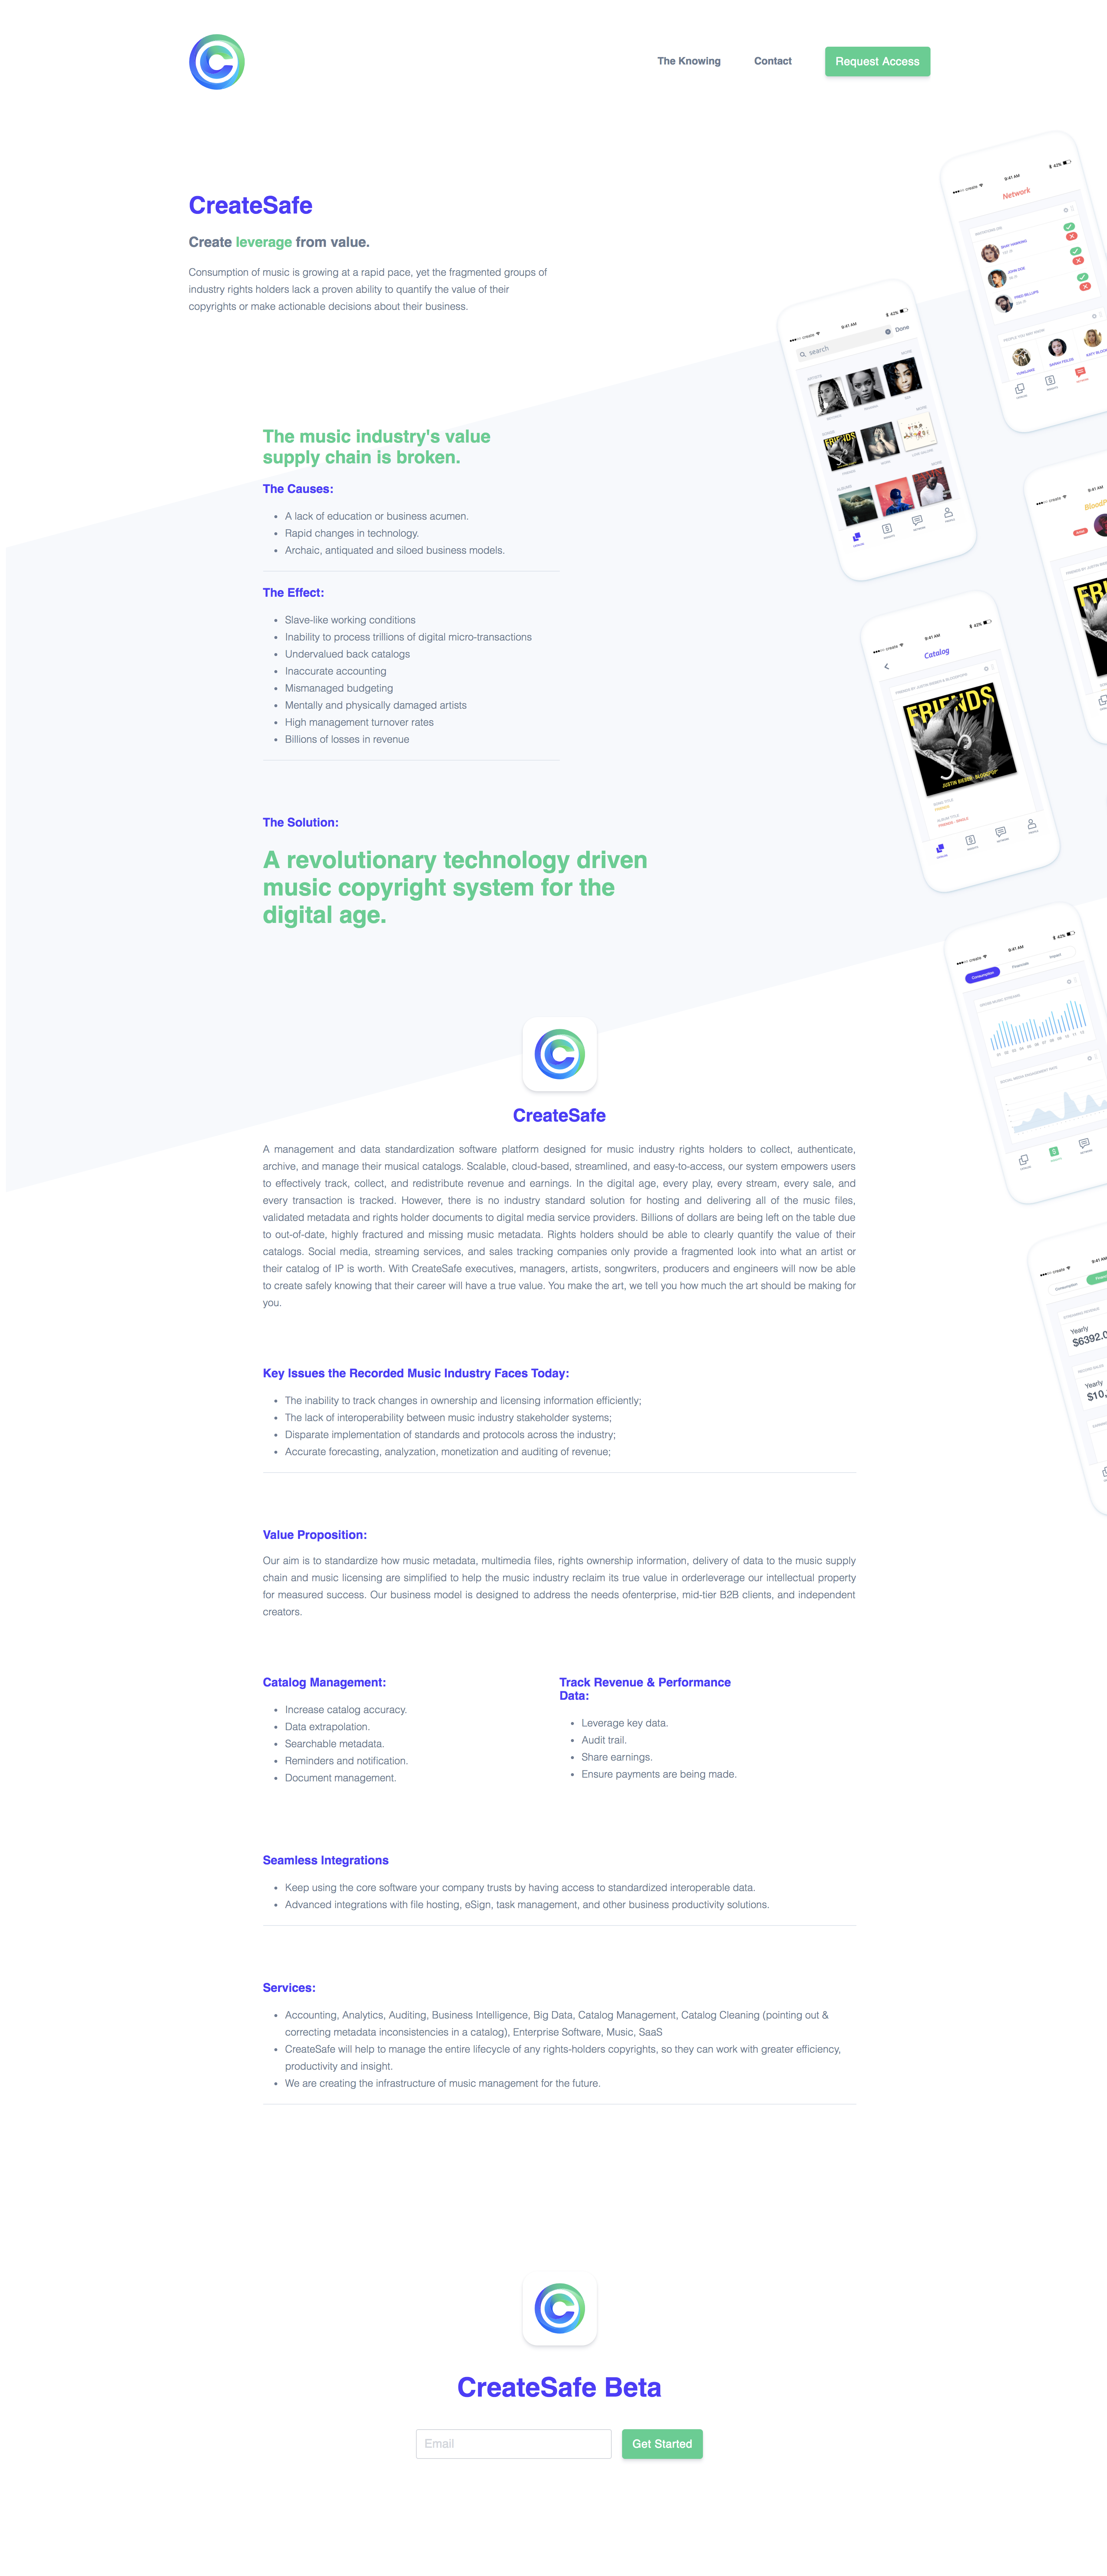 The Knowing
Contact
Request Access
CreateSafe
Create leverage from value.
Consumption of music is growing at a rapid pace, yet the fragmented groups of
industry rights holders lack a proven ability to quantify the value of their
copyrights or make actionable decisions about their business.
9:41 AM
42%
Network
search
Done
FRIENDS
The music industry's value
supply chain is broken.
The Causes:
• A lack of education or business acumen.
• Rapid changes in technology.
• Archaic, antiquated and siloed business models.
The Effect:
• Slave-like working conditions
• Inability to process trillions of digital micro-transactions
• Undervalued back catalogs
• Inaccurate accounting
• Mismanaged budgeting
• Mentally and physically damaged artists
• High management turnover rates
• Billions of losses in revenue
9:41 AM
42%
Catalog
FRIENDS
JUSTIN BIEBER · BLOODPOP
The Solution:
A revolutionary technology driven
music copyright system for the
digital age.
9:41 AM
42%
Consumption
Financials
CreateSafe
A management and data standardization software platform designed for music industry rights holders to collect, authenticate,
archive, and manage their musical catalogs. Scalable, cloud-based, streamlined, and easy-to-access, our system empowers users
to effectively track, collect, and redistribute revenue and earnings. In the digital age, every play, every stream, every sale, and
every transaction is tracked. However, there is no industry standard solution for hosting and delivering all of the music files,
validated metadata and rights holder documents to digital media service providers. Billions of dollars are being left on the table due
to out-of-date, highly fractured and missing music metadata. Rights holders should be able to clearly quantify the value of their
catalogs. Social media, streaming services, and sales tracking companies only provide a fragmented look into what an artist or
their catalog of IP is worth. With CreateSafe executives, managers, artists, songwriters, producers and engineers will now be able
to create safely knowing that their career will have a true value. You make the art, we tell you how much the art should be making for
you.
9:41 AM
Consumption
Yearly
$6392.0
Yearly
$10,
Key Issues the Recorded Music Industry Faces Today:
• The inability to track changes in ownership and licensing information efficiently;
• The lack of interoperability between music industry stakeholder systems;
• Disparate implementation of standards and protocols across the industry;
• Accurate forecasting, analyzation, monetization and auditing of revenue;
Value Proposition:
Our aim is to standardize how music metadata, multimedia files, rights ownership information, delivery of data to the music supply
chain and music licensing are simplified to help the music industry reclaim its true value in orderleverage our intellectual property
for measured success. Our business model is designed to address the needs ofenterprise, mid-tier B2B clients, and independent
creators.
Catalog Management:
• Increase catalog accuracy.
• Data extrapolation.
• Searchable metadata.
• Reminders and notification.
• Document management.
Track Revenue & Performance
Data:
• Leverage key data.
• Audit trail.
• Share earnings.
• Ensure payments are being made.
Seamless Integrations
• Keep using the core software your company trusts by having access to standardized interoperable data.
• Advanced integrations with file hosting, eSign, task management, and other business productivity solutions.
Services:
• Accounting, Analytics, Auditing, Business Intelligence, Big Data, Catalog Management, Catalog Cleaning (pointing out &
correcting metadata inconsistencies in a catalog), Enterprise Software, Music, SaaS
• CreateSafe will help to manage the entire lifecycle of any rights-holders copyrights, so they can work with greater efficiency,
productivity and insight.
• We are creating the infrastructure of music management for the future.
CreateSafe Beta
Email
Get Started